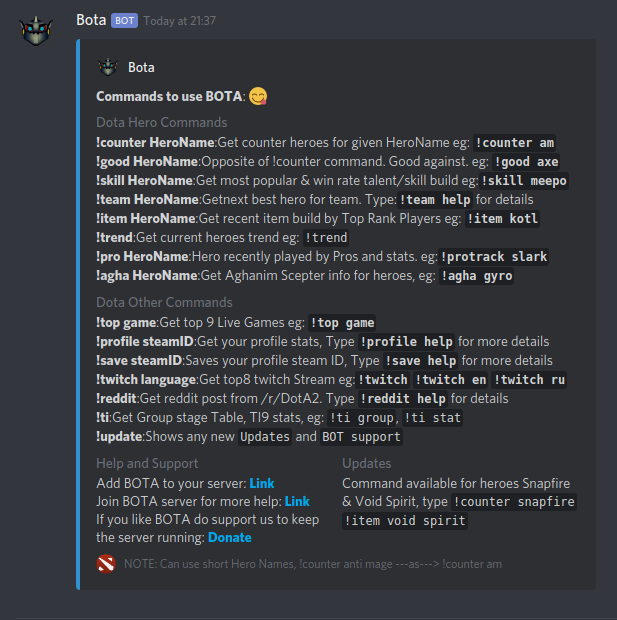 Bota BOT Today at 21:37
Bota
Commands to use BOTA: 😋
Dota Hero Commands
!counter HeroName:Get counter heroes for given HeroName eg: !counter am
!good HeroName:Opposite of !counter command. Good against. eg: !good axe
!skill HeroName:Get most popular & win rate talent/skill build eg:!skill meepo
!team HeroName:Getnext best hero for team. Type:!team help for details
!item HeroName:Get recent item build by Top Rank Players eg: !item kotl
!trend:Get current heroes trend eg: !trend
!pro HeroName:Hero recently played by Pros and stats. eg:!protrack slark
!agha HeroName:Get Aghanim Scepter info for heroes, eg: !agha gyro
Dota Other Commands
!top game:Get top 9 Live Games eg: !top game
!profile steamID:Get your profile stats, Type !profile help for more details
!save steamID:Saves your profile steam ID, Type !save help for more details
!twitch language:Get top8 twitch Stream eg:!twitch !twitch en !twitch ru
!reddit:Get reddit post from /r/DotA2. Type !reddit help for details
!ti:Get Group stage Table, TI9 stats, eg: !ti group, !ti stat
!update:Shows any new Updates and BOT support
Help and Support
Add BOTA to your server: Link
Join BOTA server for more help: Link
If you like BOTA do support us to keep
the server running: Donate
Updates
Command available for heroes Snapfire
& Void Spirit, type !counter snapfire
!item void spirit
NOTE: Can use short Hero Names, !counter anti mage ---as---> !counter am